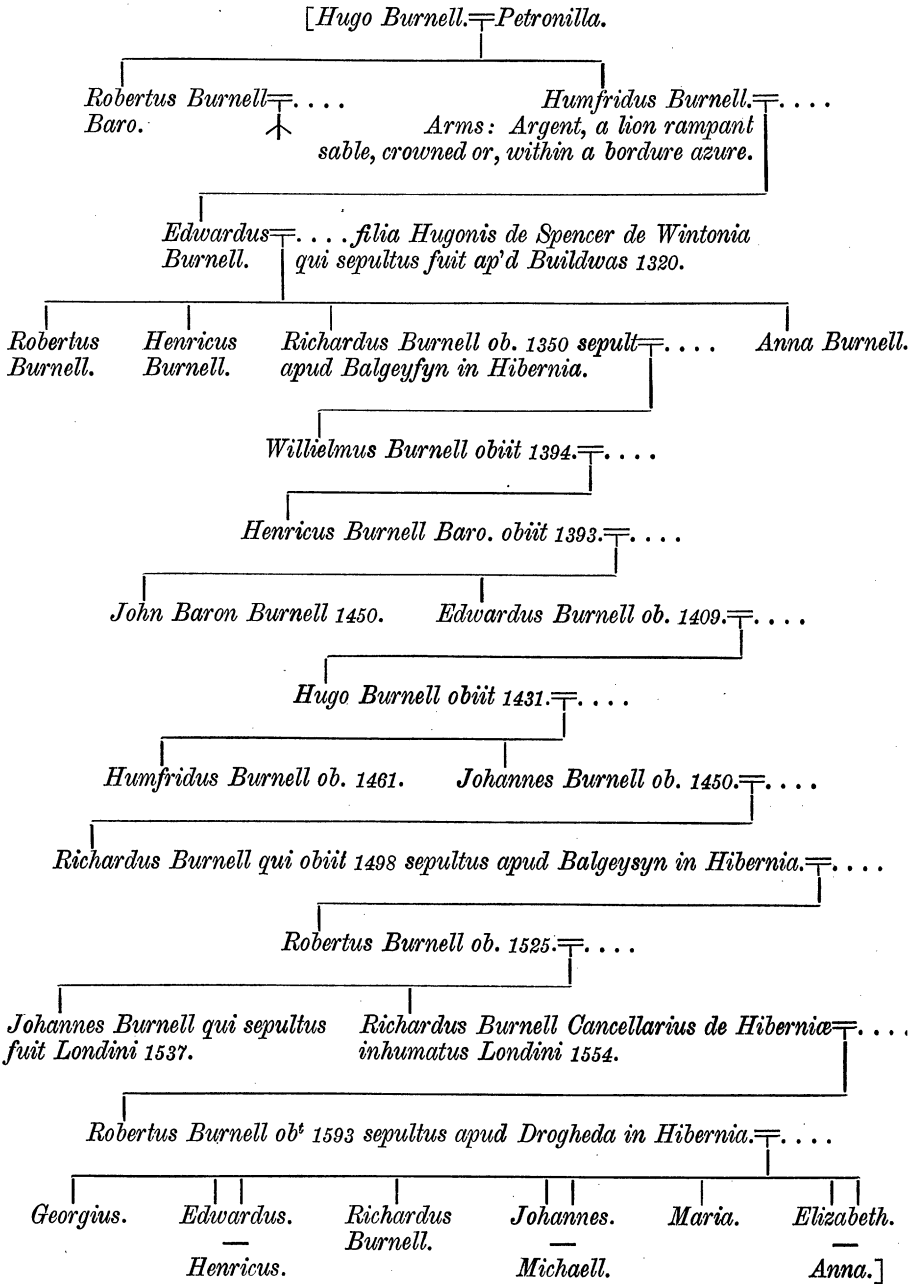 [Hugo Burnell.=Petronilla.
Robertus Burnell=. . . .
Baro.
Humfridus Burnell.=. . . .
Arms: Argent, a lion rampant
sable, crowned or, within a bordure azure.
Edwardus=. . . . filia Hugonis de Spencer de Wintonia
Burnell. qui sepultus fuit ap'd Buildwas 1320.
Robertus
Burnell.
Henricus
Burnell.
Richardus Burnell ob. 1350 sepult=. . . .
apud Balgeyfyn in Hibernia.
Anna Burnell.
Willielmus Burnell obiit 1394.=. . . .
Henricus Burnell Baro. obiit 1393.=. . . .
John Baron Burnell 1450.
Edwardus Burnell ob. 1409.=. . . .
Hugo Burnell obiit 1431.=. . . .
Humfridus Burnell ob. 1461.
Johannes Burnell ob. 1450.=. . . .
Richardus Burnell qui obiit 1498 sepultus apud Balgeysyn in Hibernia.=. . . .
Robertus Burnell ob. 1525.=. . . .
Johannes Burnell qui sepultus
fuit Londini 1537.
Richardus Burnell Cancellarius de Hiberniæ=. . . .
inhumatus Londini 1554.
Robertus Burnell obᵗ 1593 sepultus apud Drogheda in Hibernia.=. . . .
Georgius.
Edwardus.
—
Henricus.
Richardus
Burnell.
Johannes.
—
Michaell.
Maria.
Elizabeth.
—
Anna.]